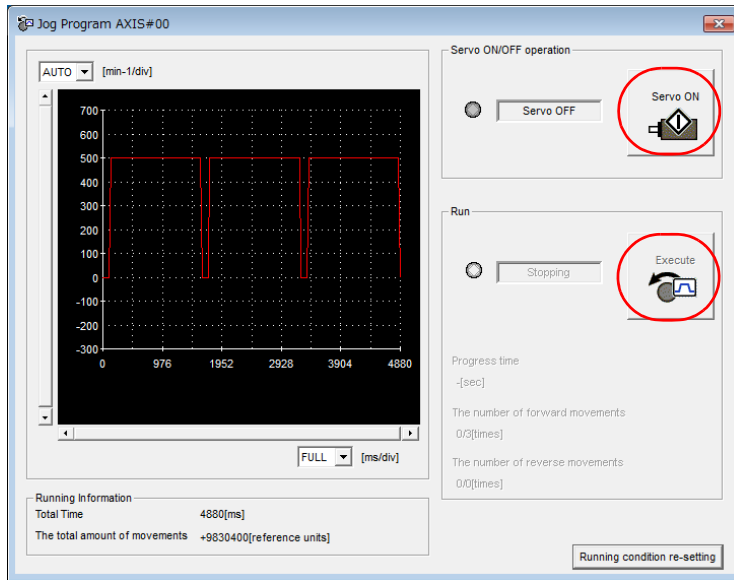 Jog Program AXIS#00
AUTO [min-1/div]
700
600
500
400
300
200
100
0
-100
-200
-300
0 976 1952 2928 3904 4880
FULL [ms/div]
Running Information
Total Time 4880[ms]
The total amount of movements +9830400[reference units]
Servo ON/OFF operation
Servo OFF
Servo ON
Run
Stopping
Execute
Progress time
-[sec]
The number of forward movements
0/3[times]
The number of reverse movements
0/0[times]
Running condition re-setting